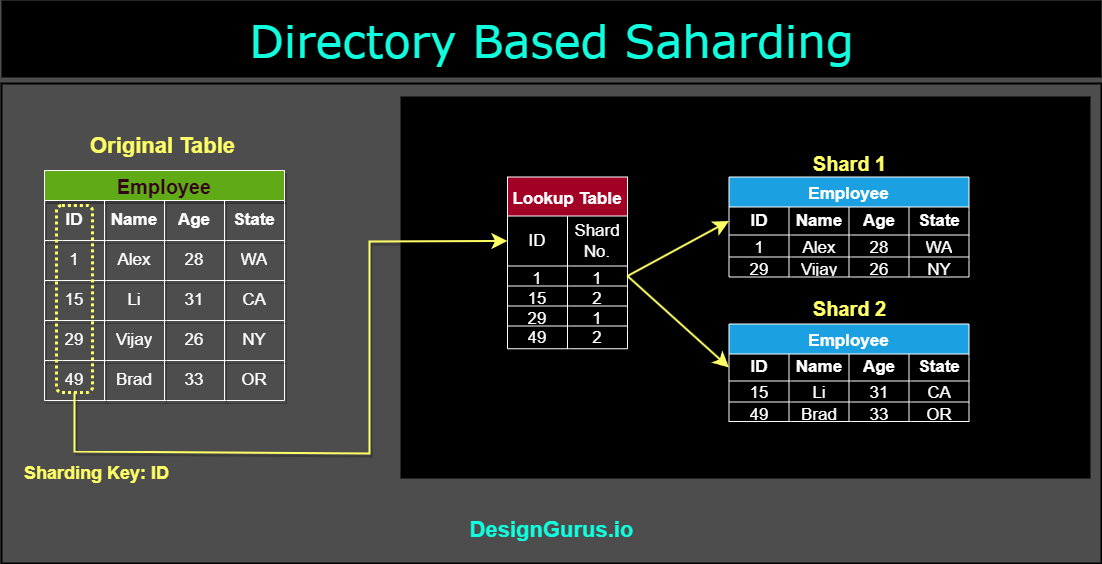 Directory Based Saharding
Original Table
Employee
ID Name Age State
1 Alex 28 WA
15 Li 31 CA
29 Vijay 26 NY
49 Brad 33 OR
Sharding Key: ID
Lookup Table
ID Shard
No.
1 1
15 2
29 1
49 2
Shard 1
Employee
ID Name Age State
1 Alex 28 WA
29 Vijay 26 NY
Shard 2
Employee
ID Name Age State
15 Li 31 CA
49 Brad 33 OR
DesignGurus.io